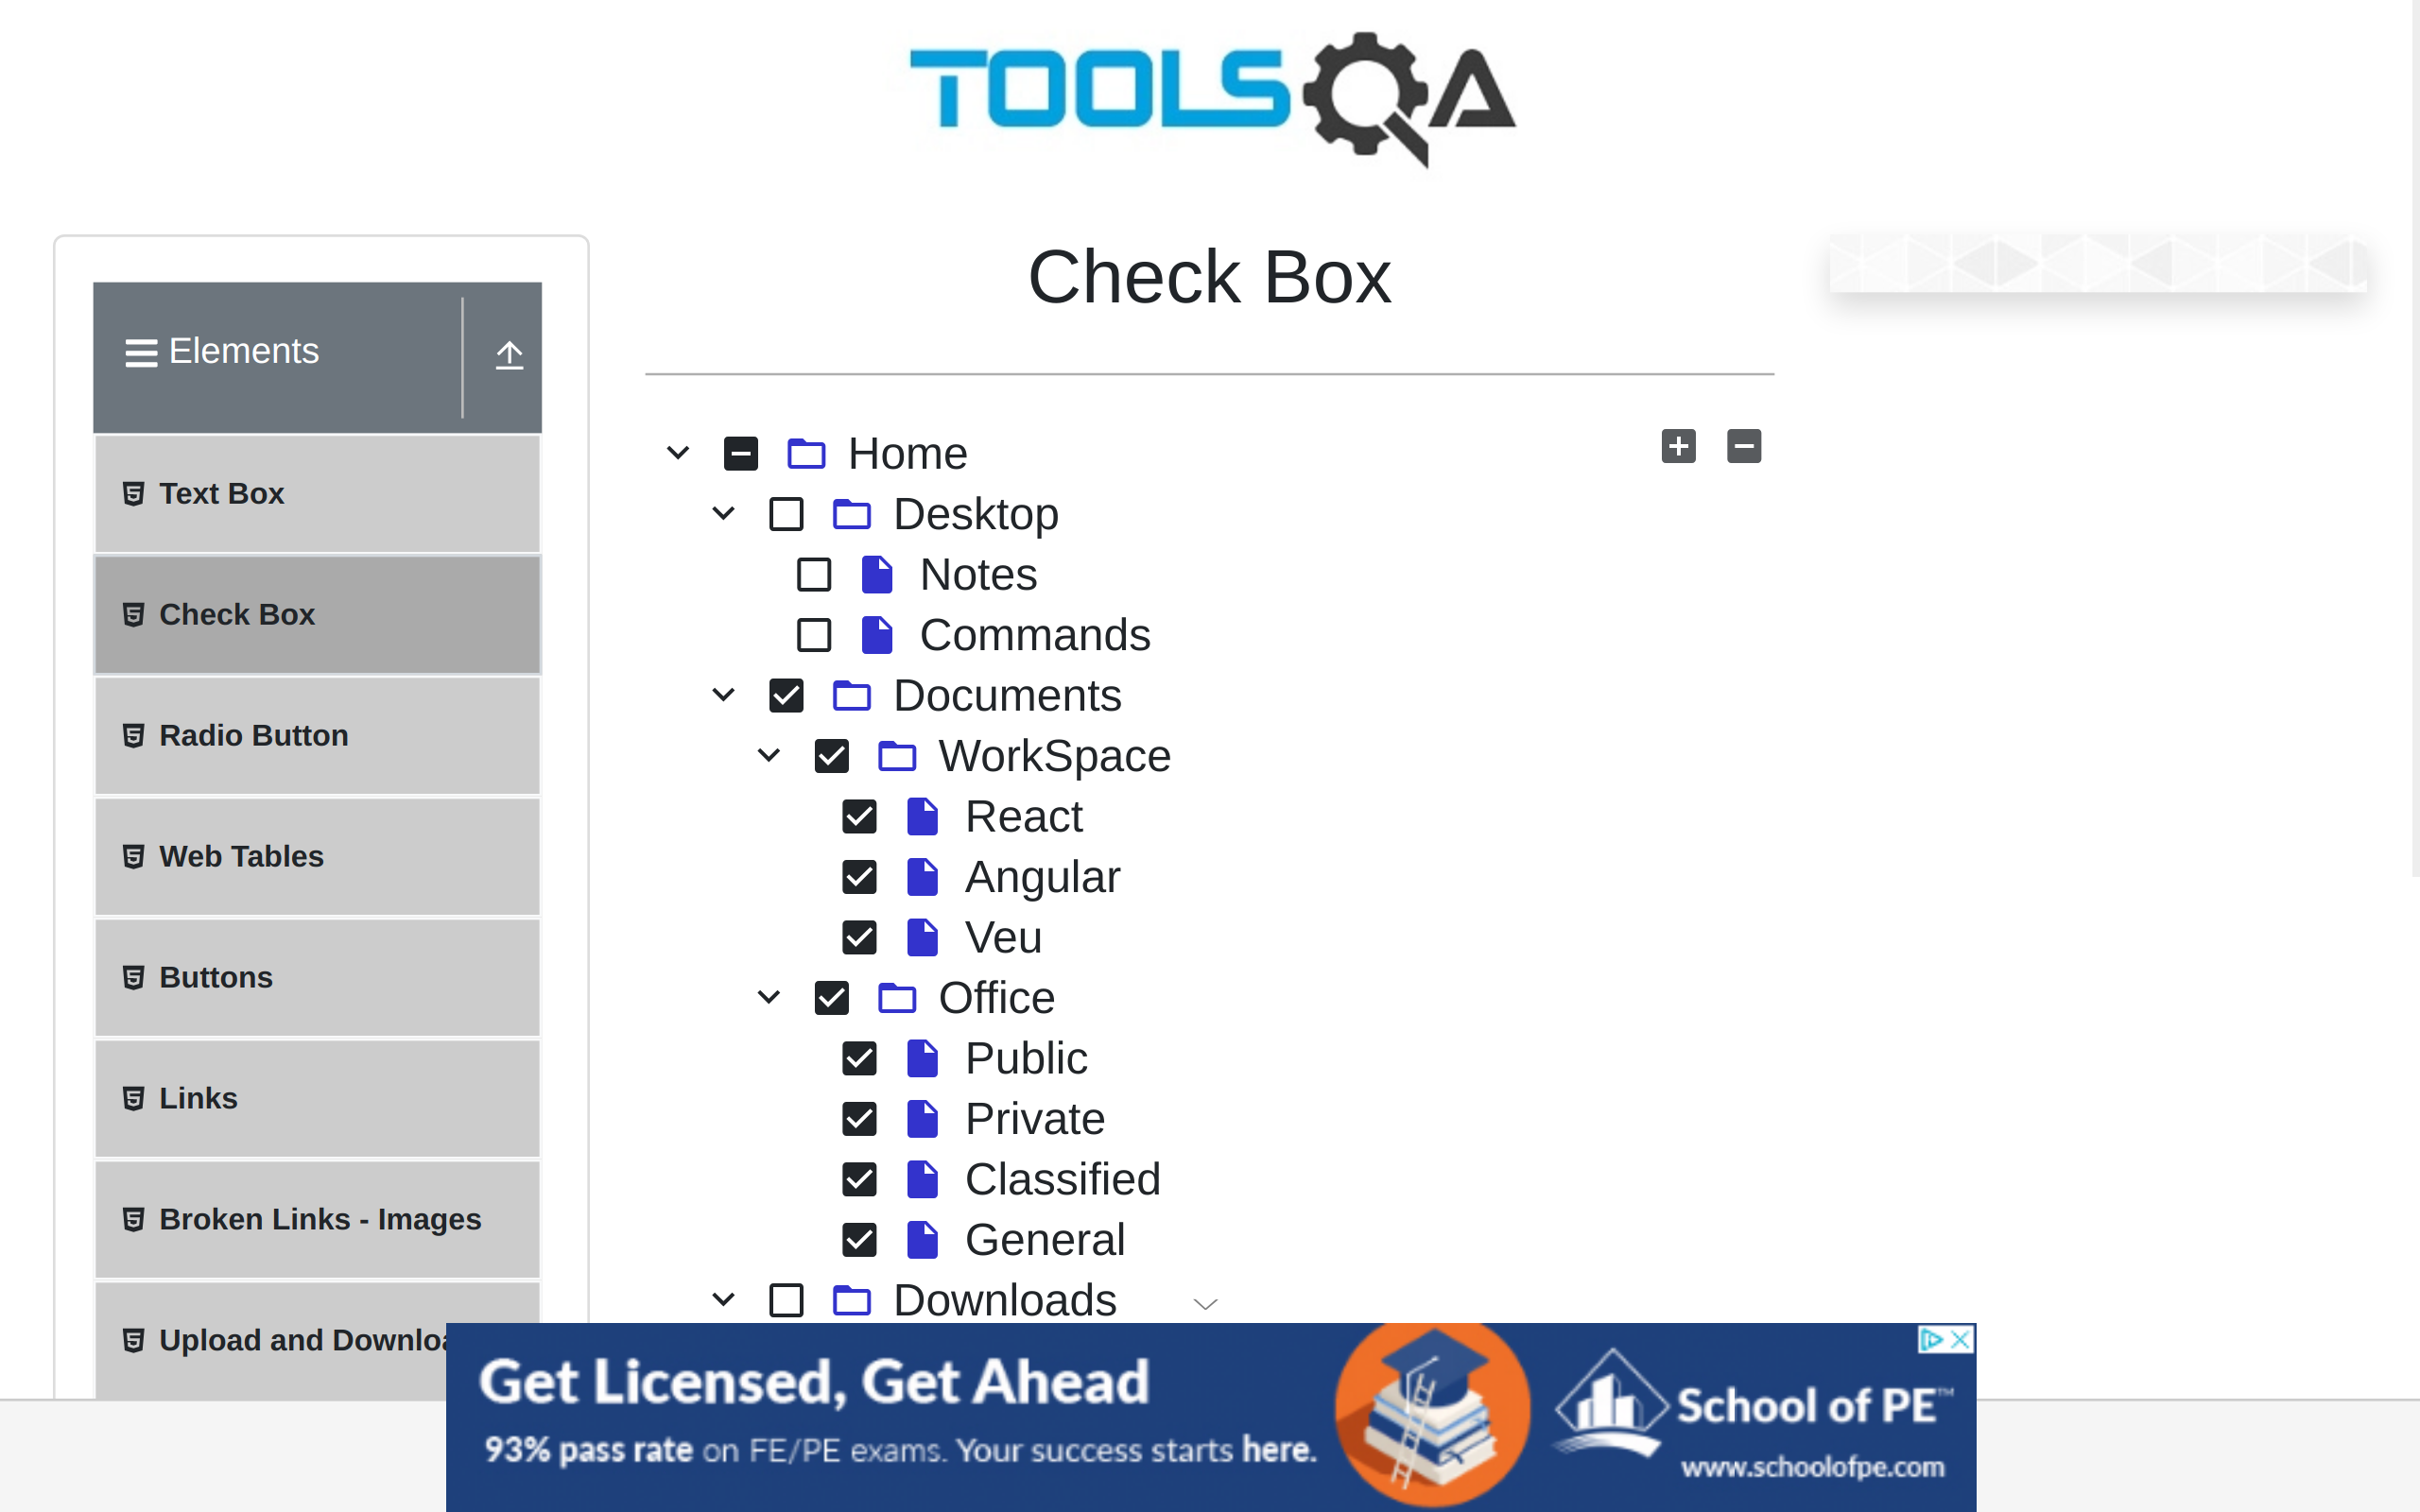 TOOLSQA
Check Box
Elements
Text Box
Check Box
Radio Button
Web Tables
Buttons
Links
Broken Links - Images
Upload and Downloa
Home
Desktop
Notes
Commands
Documents
WorkSpace
React
Angular
Veu
Office
Public
Private
Classified
General
Downloads
Get Licensed, Get Ahead
93% pass rate on FE/PE exams. Your success starts here.
School of PE™
www.schoolofpe.com